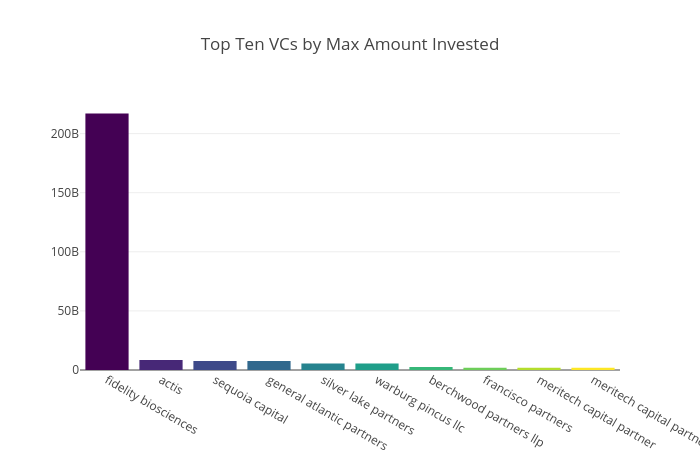 Top Ten VCs by Max Amount Invested
200B
150B
100B
50B
0
fidelity biosciences
actis
sequoia capital
general atlantic partners
silver lake partners
warburg pincus llc
berchwood partners llp
francisco partners
meritech capital partner
meritech capital